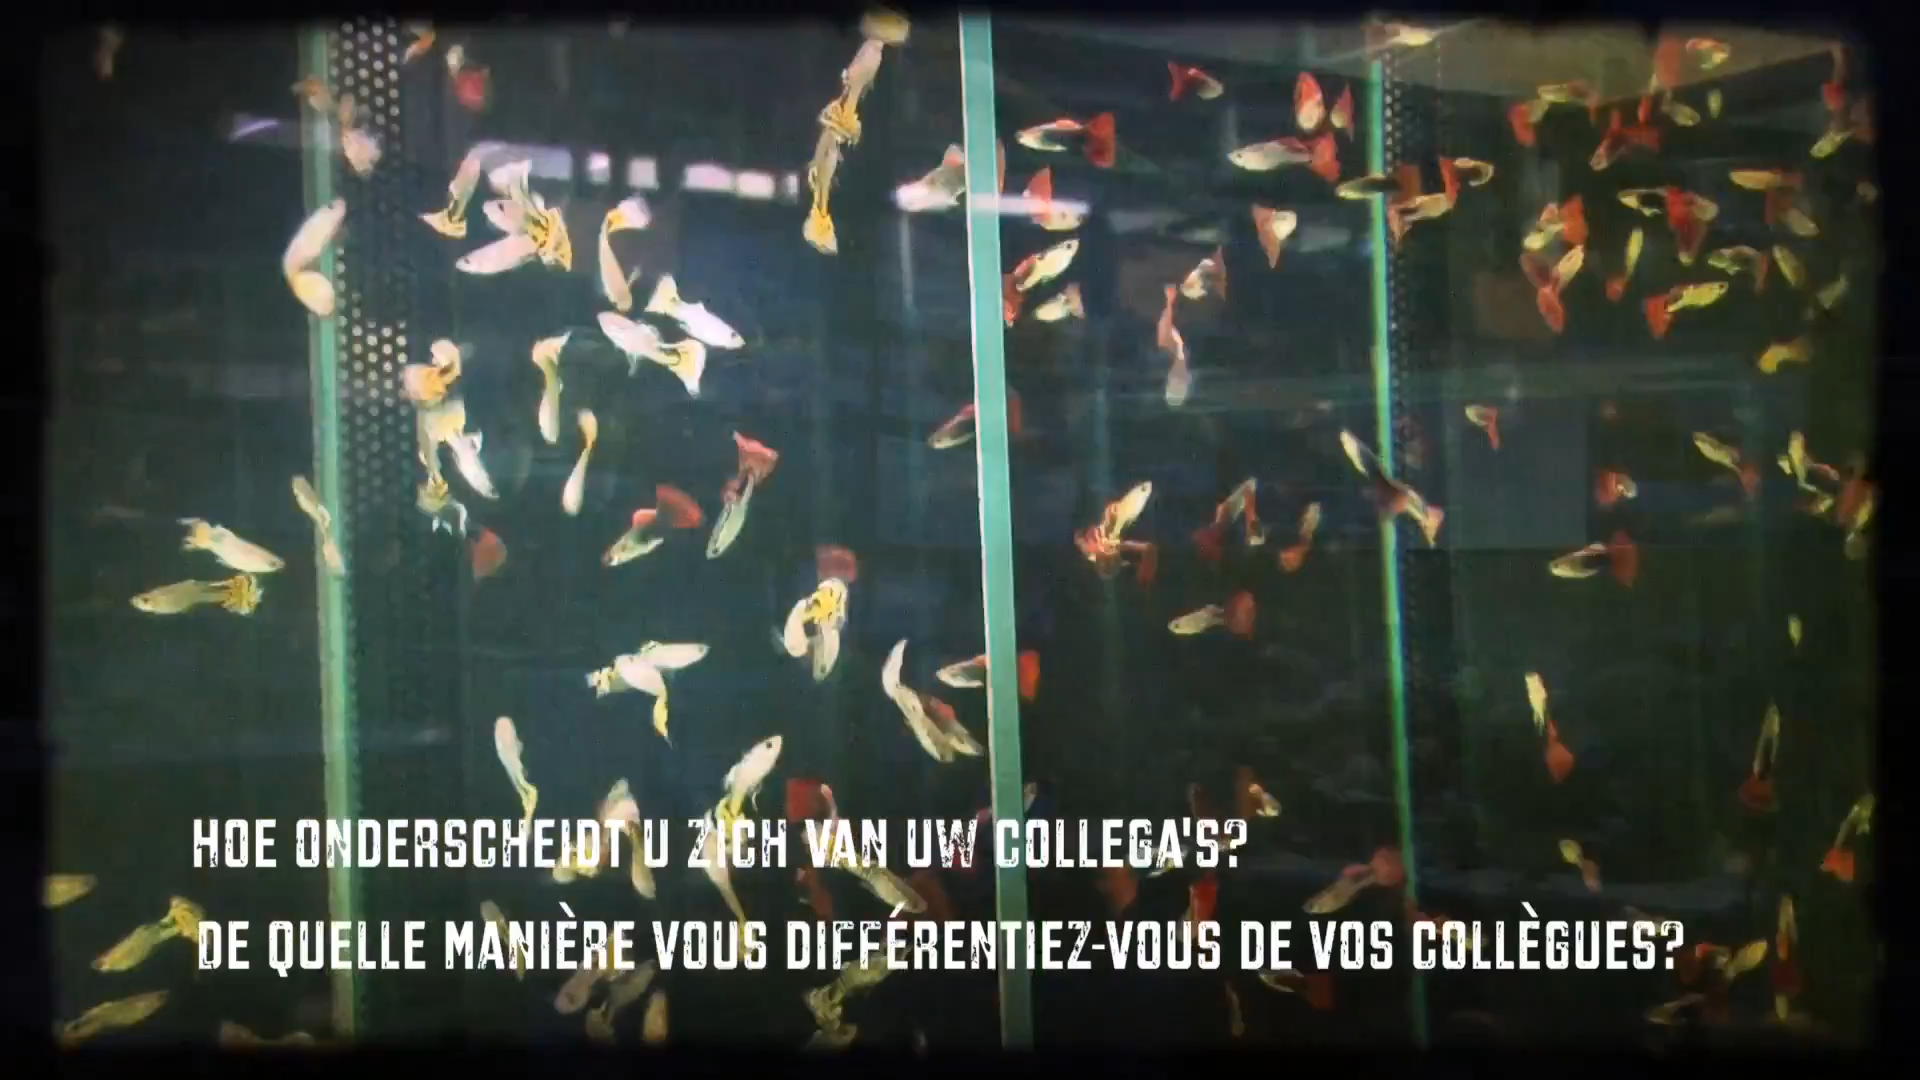 HOE ONDERSCHEIDT U ZICH VAN UW COLLEGA'S?
DE QUELLE MANIÈRE VOUS DIFFÉRENTIEZ-VOUS DE VOS COLLÈGUES?